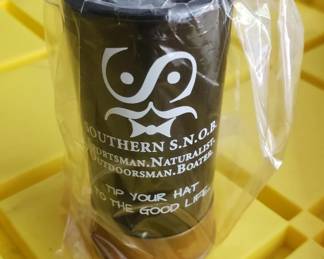 SOUTHERN S.N.O.B.
SPORTSMAN.NATURALIST.
OUTDOORSMAN.BOATER.
TIP YOUR HAT
TO THE GOOD LIFE